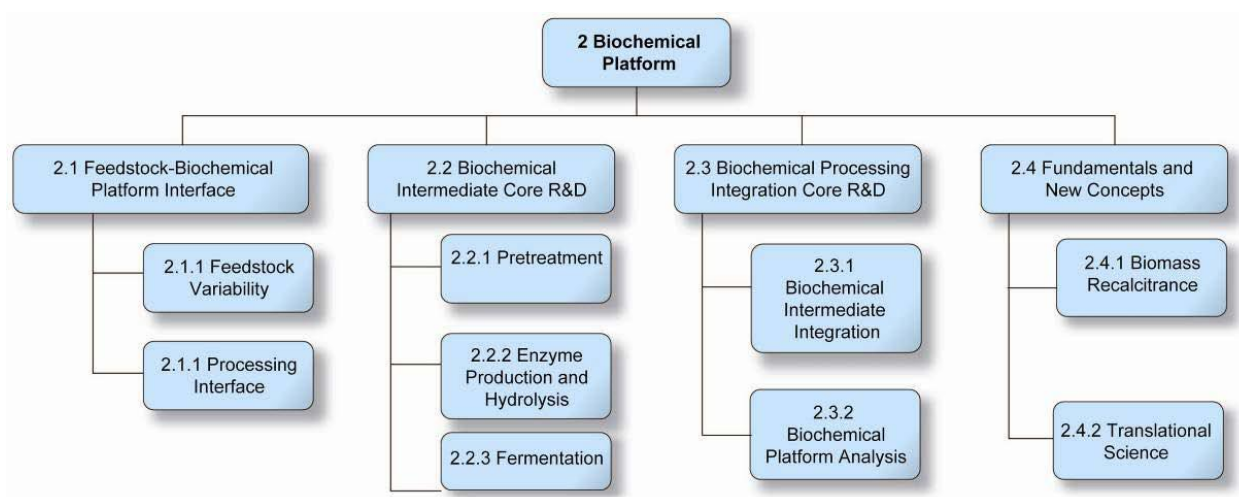 2 Biochemical
Platform
2.1 Feedstock-Biochemical
Platform Interface
2.2 Biochemical
Intermediate Core R&D
2.3 Biochemical Processing
Integration Core R&D
2.4 Fundamentals and
New Concepts
2.1.1 Feedstock
Variability
2.1.1 Processing
Interface
2.2.1 Pretreatment
2.2.2 Enzyme
Production and
Hydrolysis
2.2.3 Fermentation
2.3.1
Biochemical
Intermediate
Integration
2.3.2
Biochemical
Platform Analysis
2.4.1 Biomass
Recalcitrance
2.4.2 Translational
Science